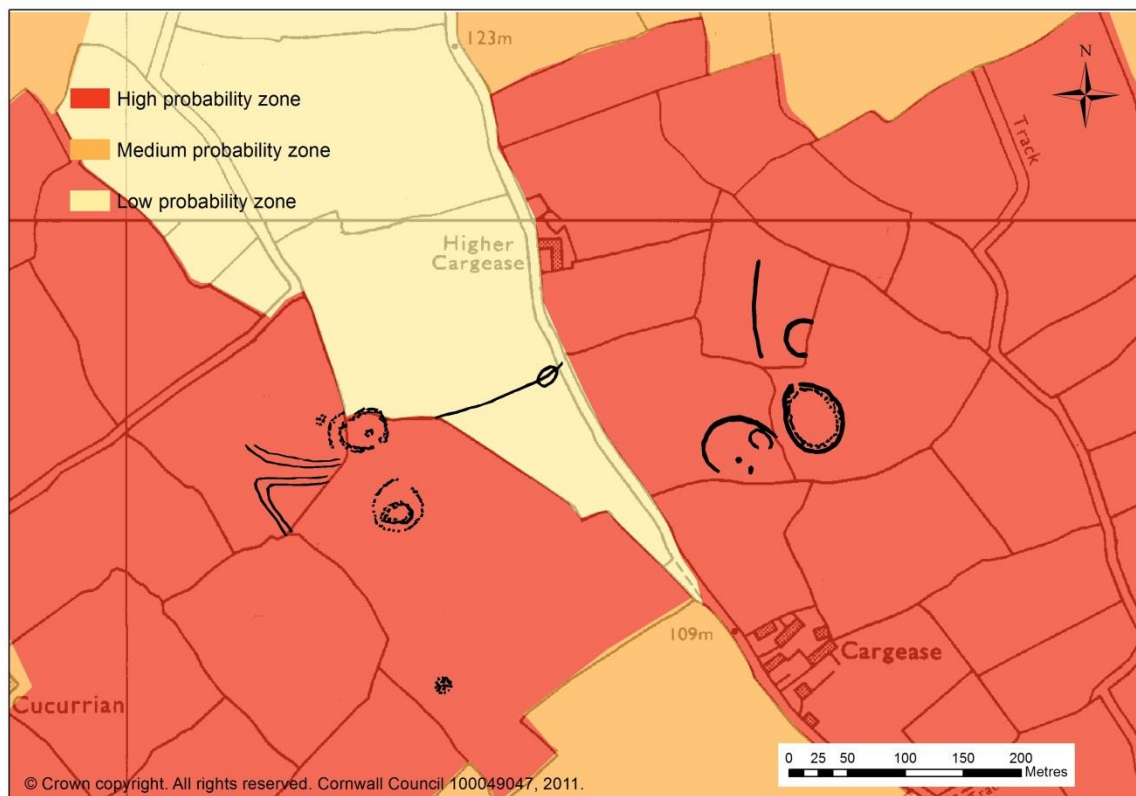 123m
N
High probability zone
Medium probability zone
Low probability zone
Track
Higher
Cargease
109m
Cargease
Cucurrian
0 25 50 100 150 200
Metres
© Crown copyright. All rights reserved. Cornwall Council 100049047, 2011.
Track